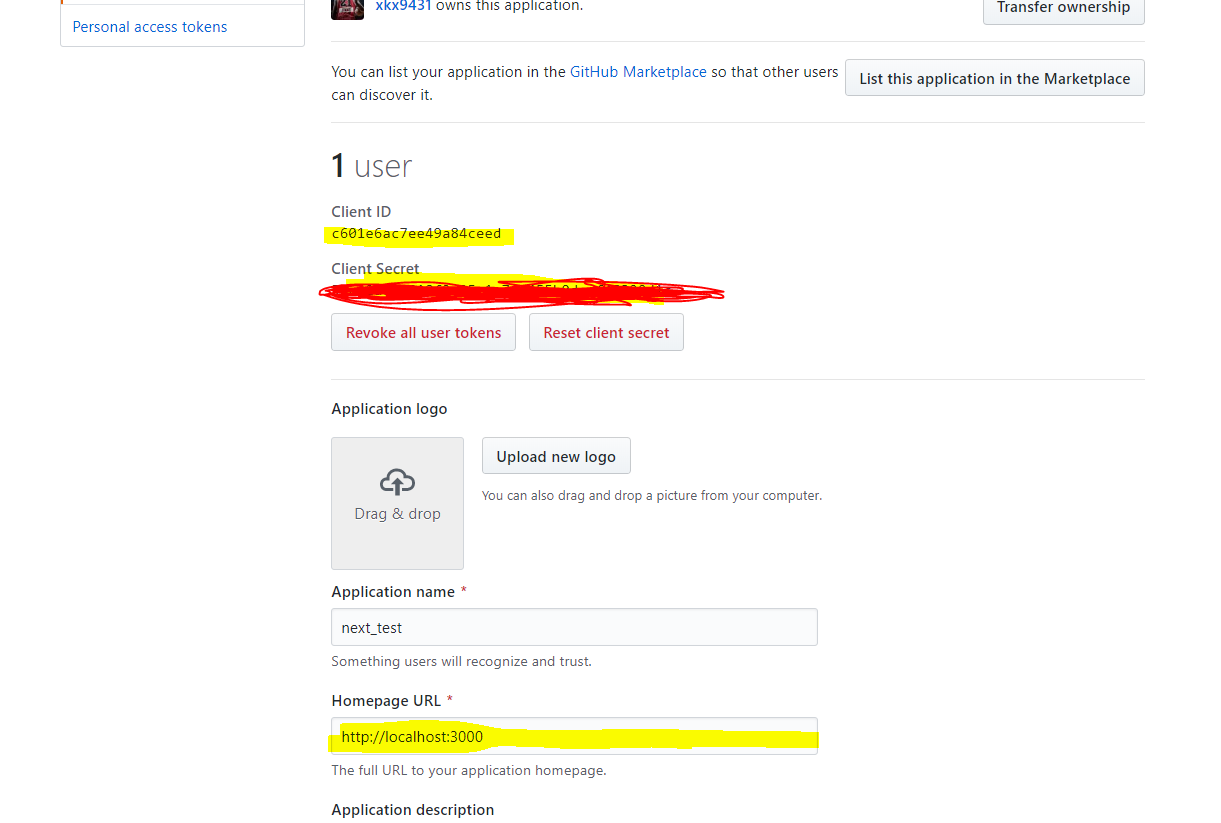 xkx9431 owns this application.
Transfer ownership
Personal access tokens
You can list your application in the GitHub Marketplace so that other users
can discover it.
List this application in the Marketplace
1 user
Client ID
c601e6ac7ee49a84ceed
Client Secret
Revoke all user tokens
Reset client secret
Application logo
Drag & drop
Upload new logo
You can also drag and drop a picture from your computer.
Application name *
next_test
Something users will recognize and trust.
Homepage URL *
http://localhost:3000
The full URL to your application homepage.
Application description